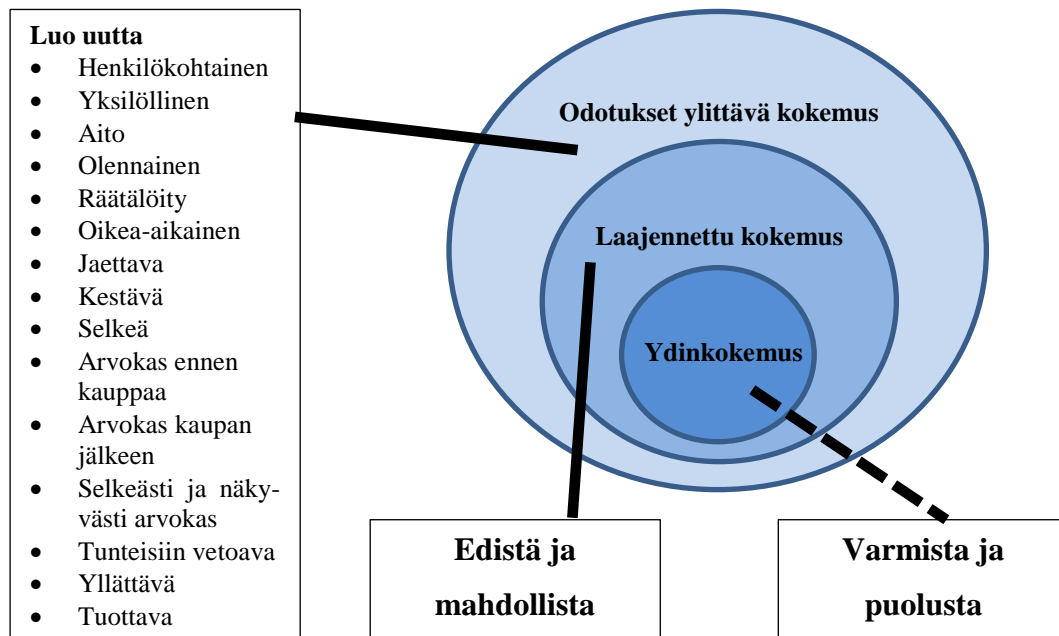 Luo uutta
• Henkilökohtainen
• Yksilöllinen
• Aito
• Olennainen
• Räätälöity
• Oikea-aikainen
• Jaettava
• Kestävä
• Selkeä
• Arvokas ennen
kauppaa
• Arvokas kaupan
jälkeen
• Selkeästi ja näky-
västi arvokas
• Tunteisiin vetoava
• Yllättävä
• Tuottava
Odotukset ylittävä kokemus
Laajennettu kokemus
Ydinkokemus
Edistä ja
mahdollista
Varmista ja
puolusta